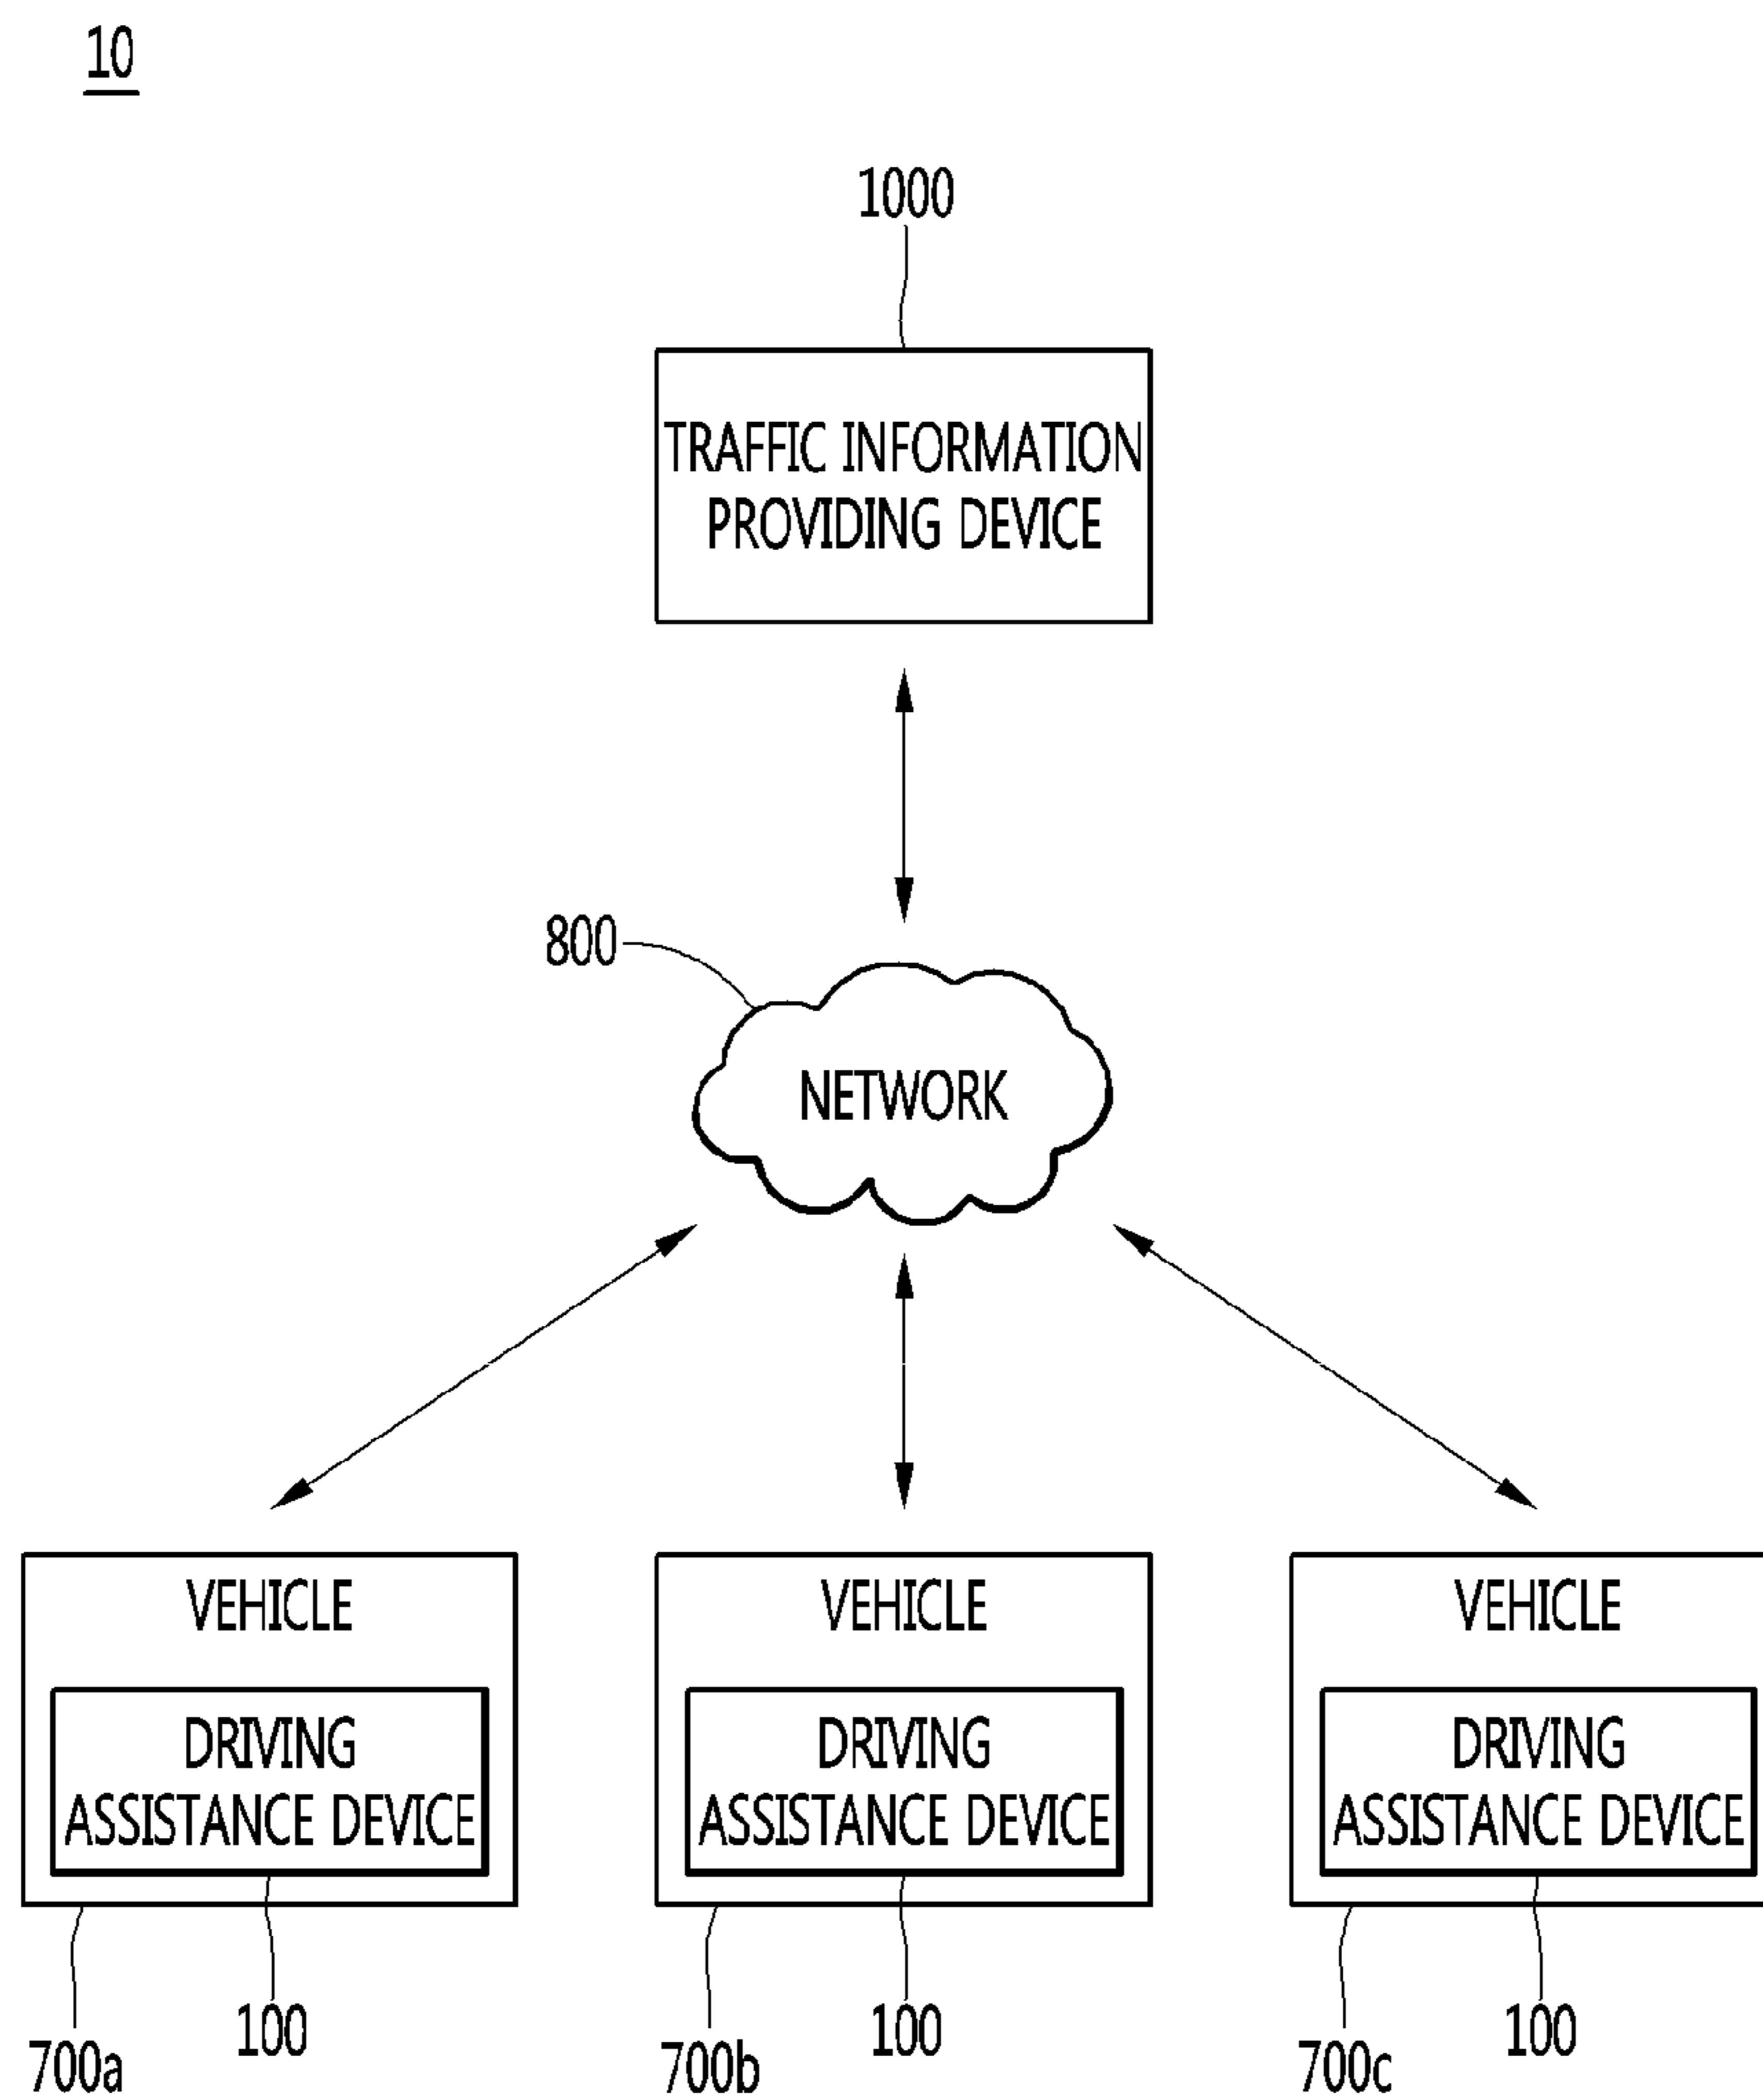 10
1000
TRAFFIC INFORMATION
PROVIDING DEVICE
800
NETWORK
VEHICLE
DRIVING
ASSISTANCE DEVICE
VEHICLE
DRIVING
ASSISTANCE DEVICE
VEHICLE
DRIVING
ASSISTANCE DEVICE
700a
100
700b
100
700c
100